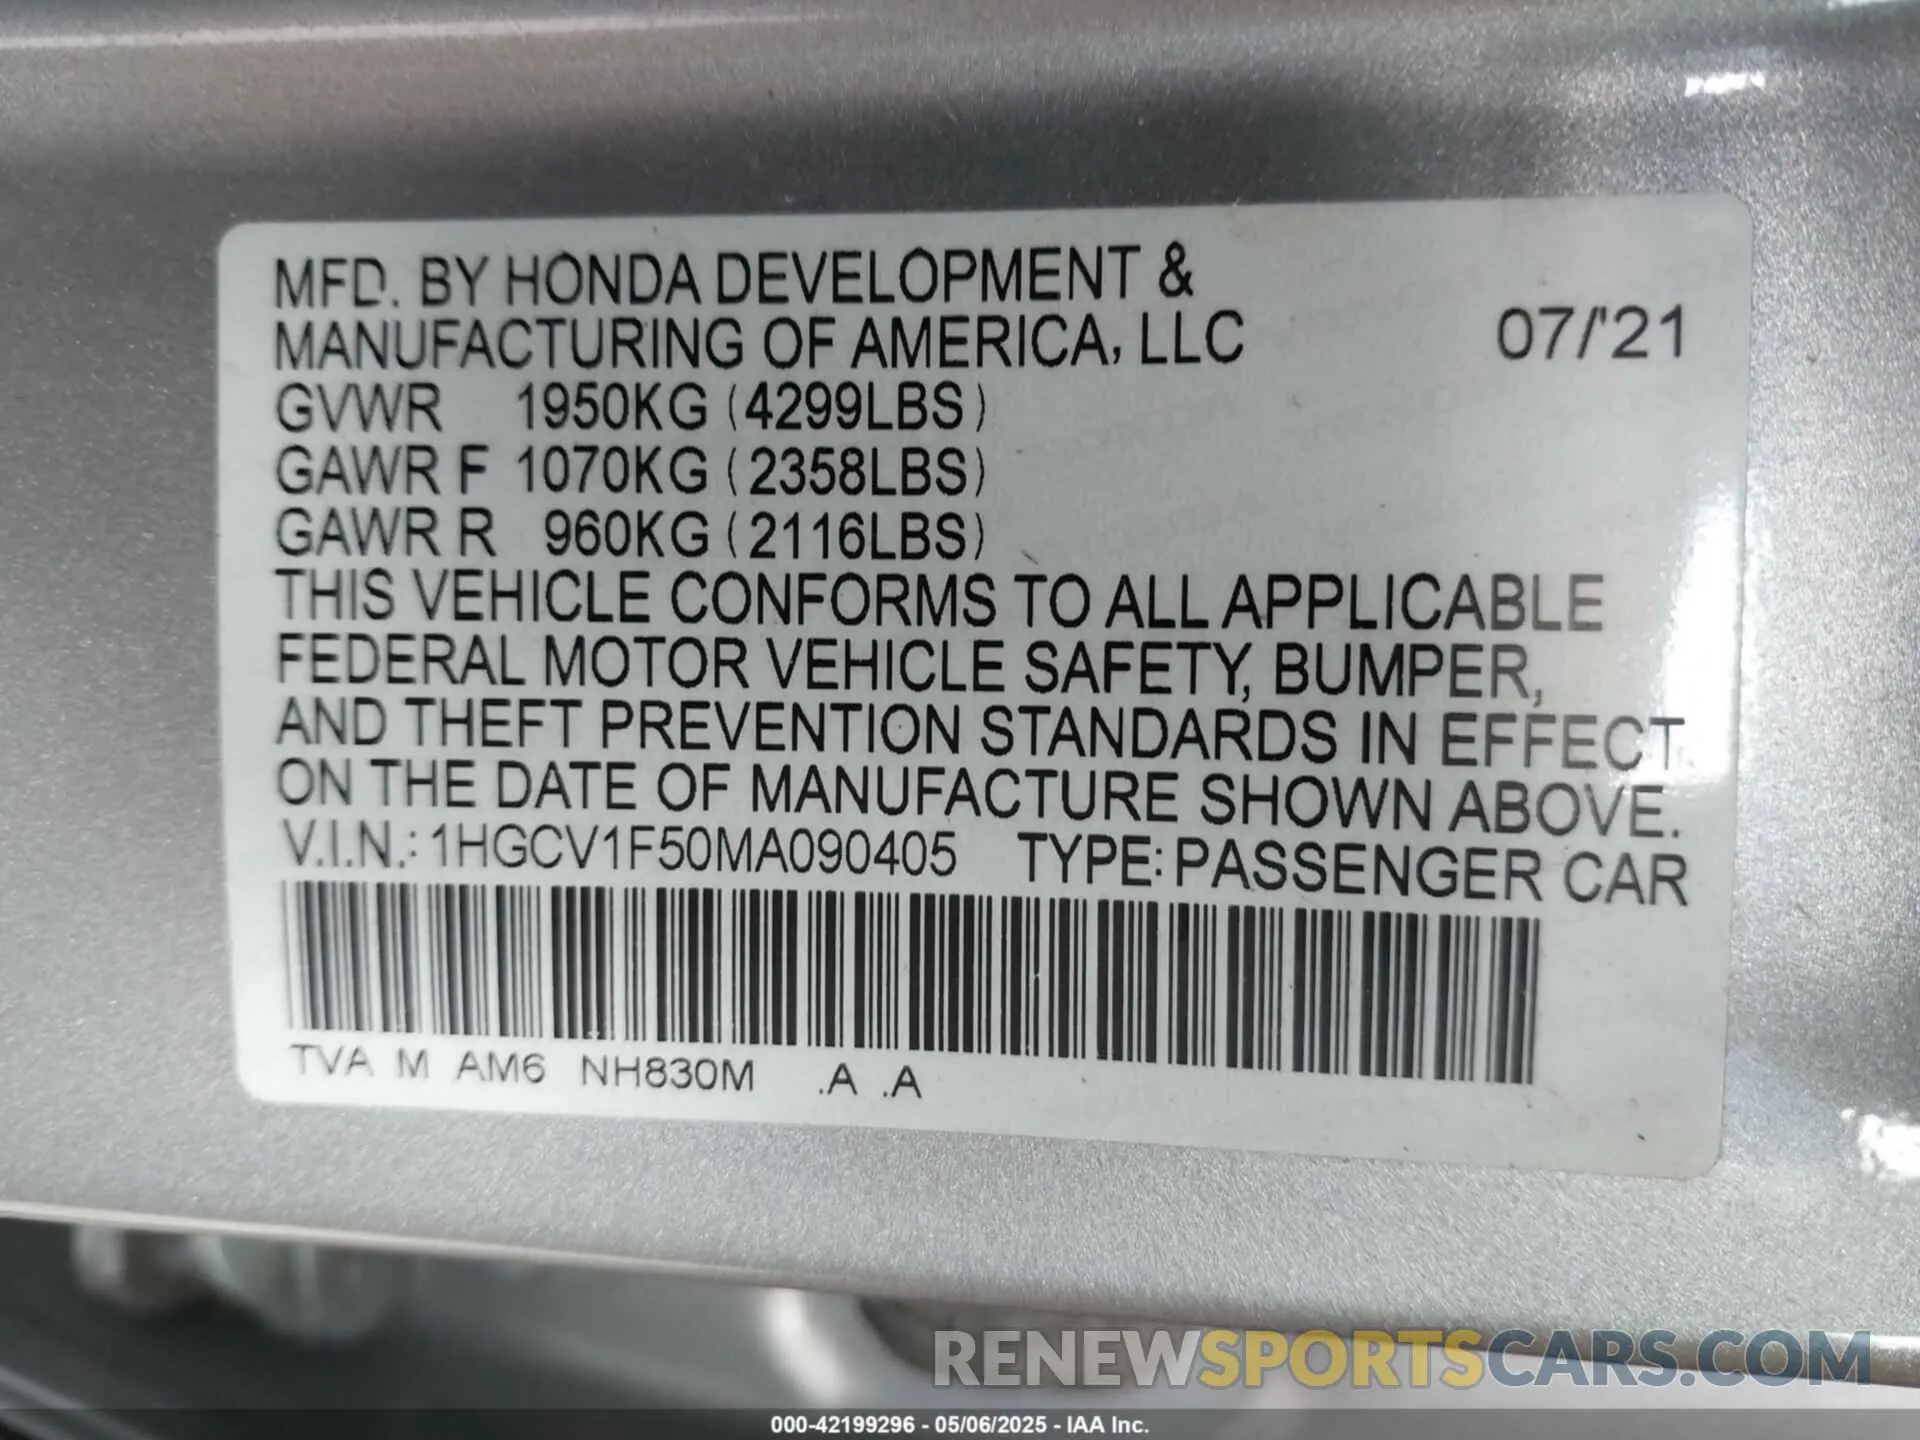 MFD. BY HONDA DEVELOPMENT &
MANUFACTURING OF AMERICA, LLC 07/'21
GVWR 1950KG (4299LBS)
GAWR F 1070KG (2358LBS)
GAWR R 960KG (2116LBS)
THIS VEHICLE CONFORMS TO ALL APPLICABLE
FEDERAL MOTOR VEHICLE SAFETY, BUMPER,
AND THEFT PREVENTION STANDARDS IN EFFECT
ON THE DATE OF MANUFACTURE SHOWN ABOVE.
V.I.N.: 1HGCV1F50MA090405 TYPE: PASSENGER CAR
TVA M AM6 NH830M .A .A
RENEWSPORTSCARS.COM
000-42199296 - 05/06/2025 - IAA Inc.